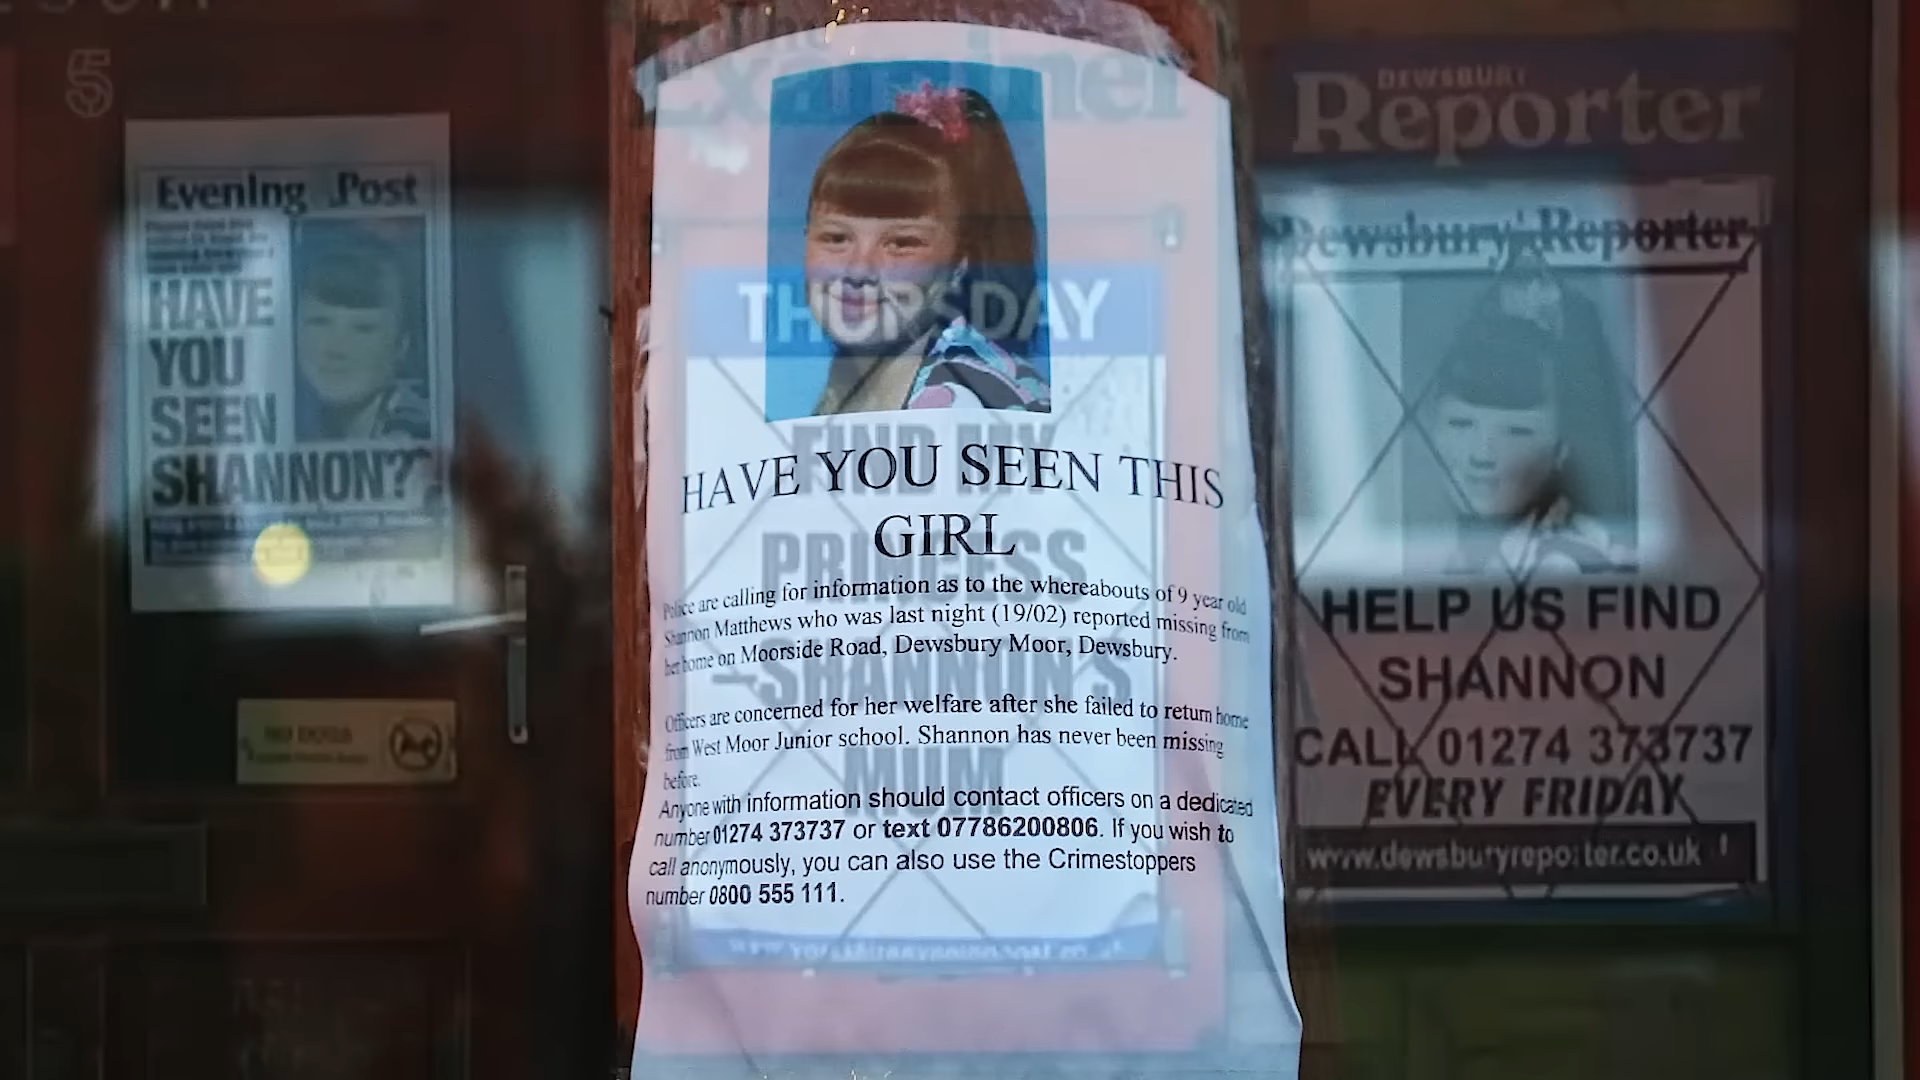 5
Evening Post
HAVE
YOU
SEEN
SHANNON?
NO DOGS
The
Examiner
THURSDAY
FIND MY
PRINCESS
–SHANNON'S
MUM
HAVE YOU SEEN THIS
GIRL
Police are calling for information as to the whereabouts of 9 year old
Shannon Matthews who was last night (19/02) reported missing from
her home on Moorside Road, Dewsbury Moor, Dewsbury.
Officers are concerned for her welfare after she failed to return home
from West Moor Junior school. Shannon has never been missing
before.
Anyone with information should contact officers on a dedicated
number 01274 373737 or text 07786200806. If you wish to
call anonymously, you can also use the Crimestoppers
number 0800 555 111.
DEWSBURY
Reporter
Dewsbury Reporter
HELP US FIND
SHANNON
CALL 01274 373737
EVERY FRIDAY
www.dewsburyreporter.co.uk